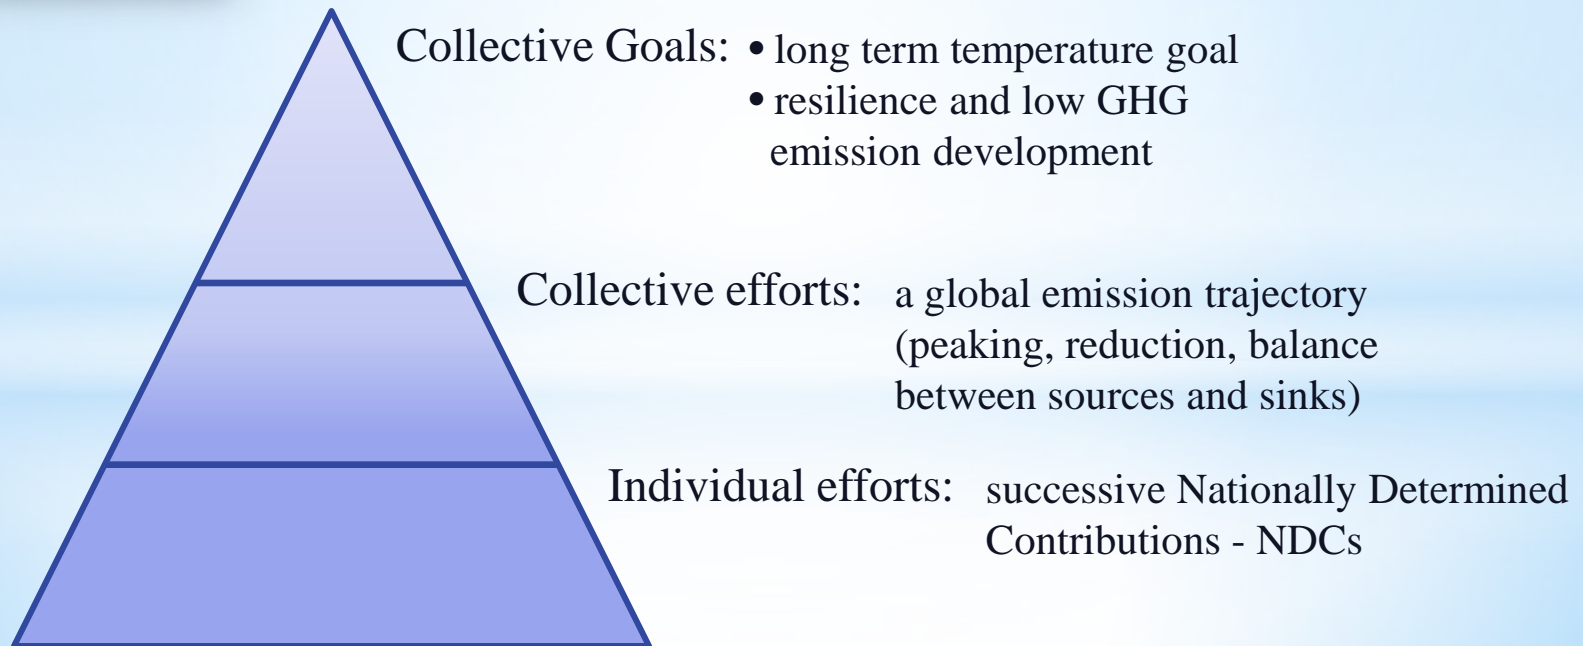 Collective Goals: • long term temperature goal
• resilience and low GHG
emission development
Collective efforts: a global emission trajectory
(peaking, reduction, balance
between sources and sinks)
Individual efforts: successive Nationally Determined
Contributions - NDCs